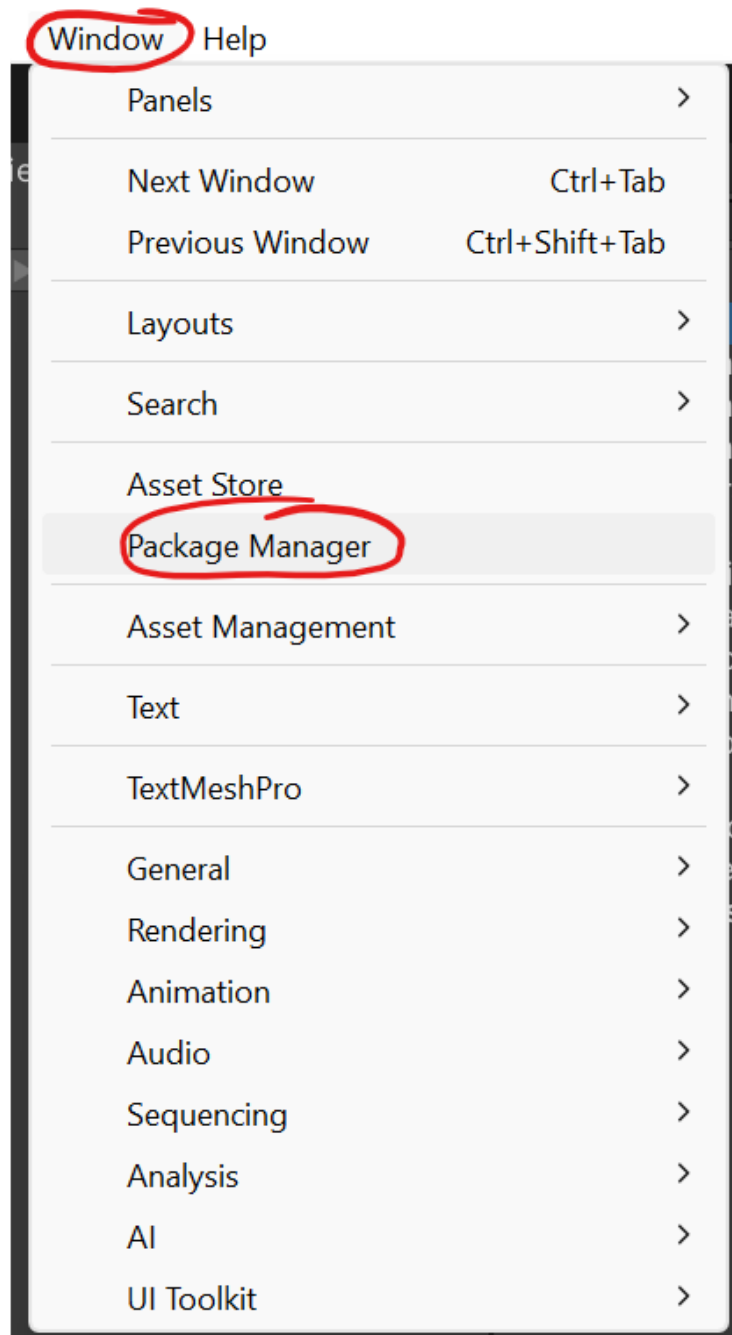 Window Help
Panels
Next Window Ctrl+Tab
Previous Window Ctrl+Shift+Tab
Layouts
Search
Asset Store
Package Manager
Asset Management
Text
TextMeshPro
General
Rendering
Animation
Audio
Sequencing
Analysis
AI
UI Toolkit